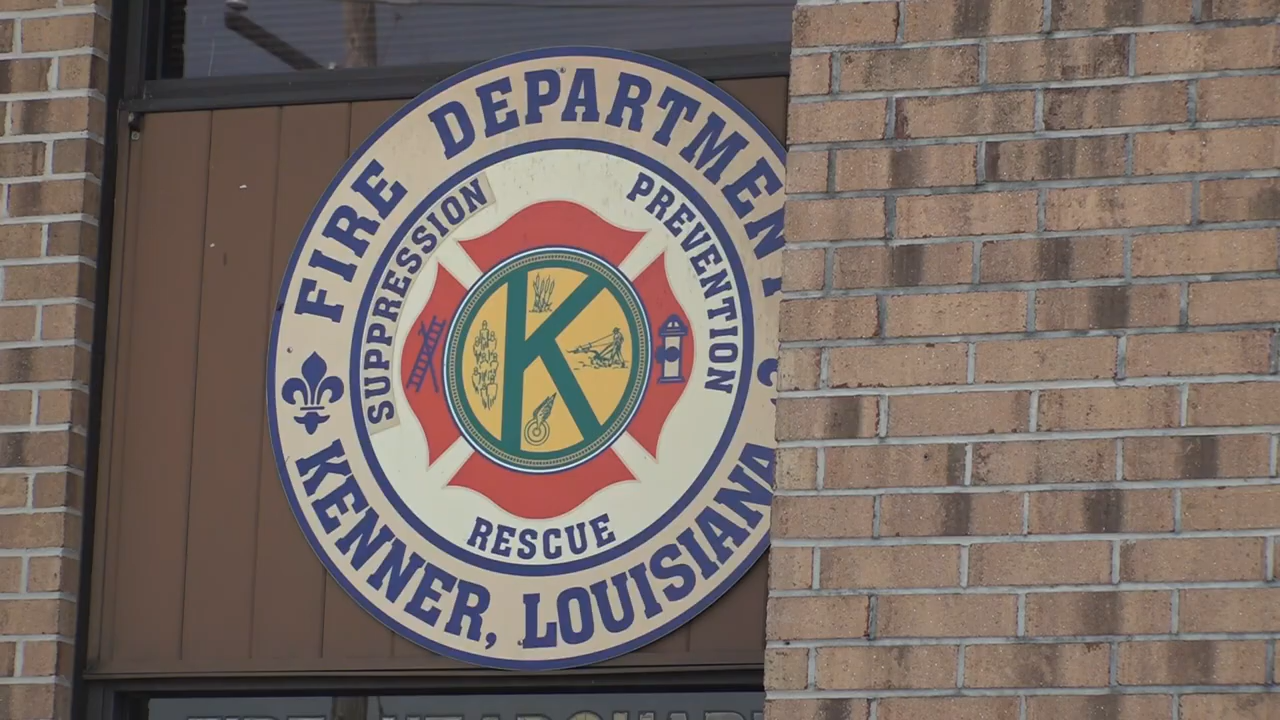 FIRE DEPARTMENT
SUPPRESSION
PREVENTION
K
RESCUE
KENNER, LOUISIANA